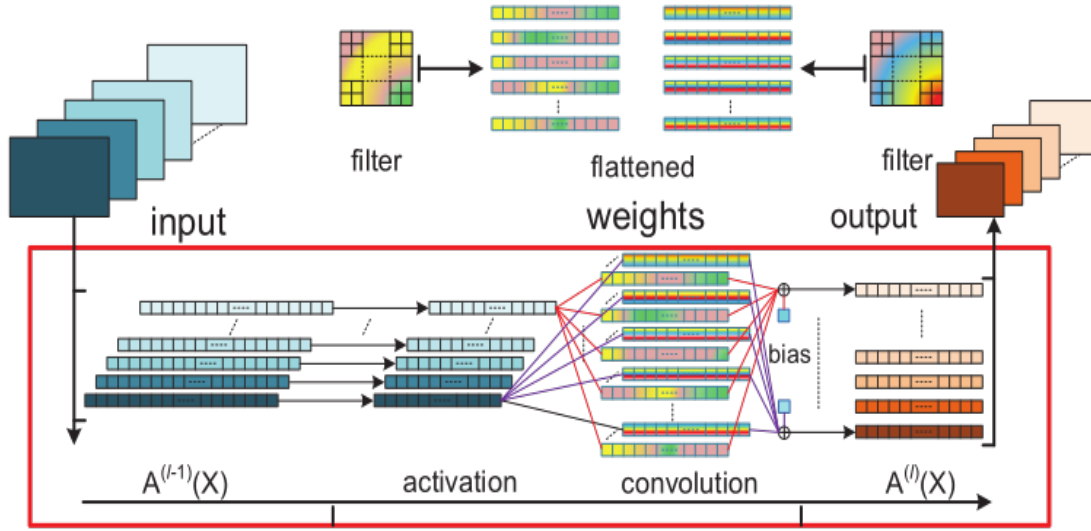 filter
flattened
filter
input
weights
output
bias
A(l-1)(X)
activation
convolution
A(l)(X)